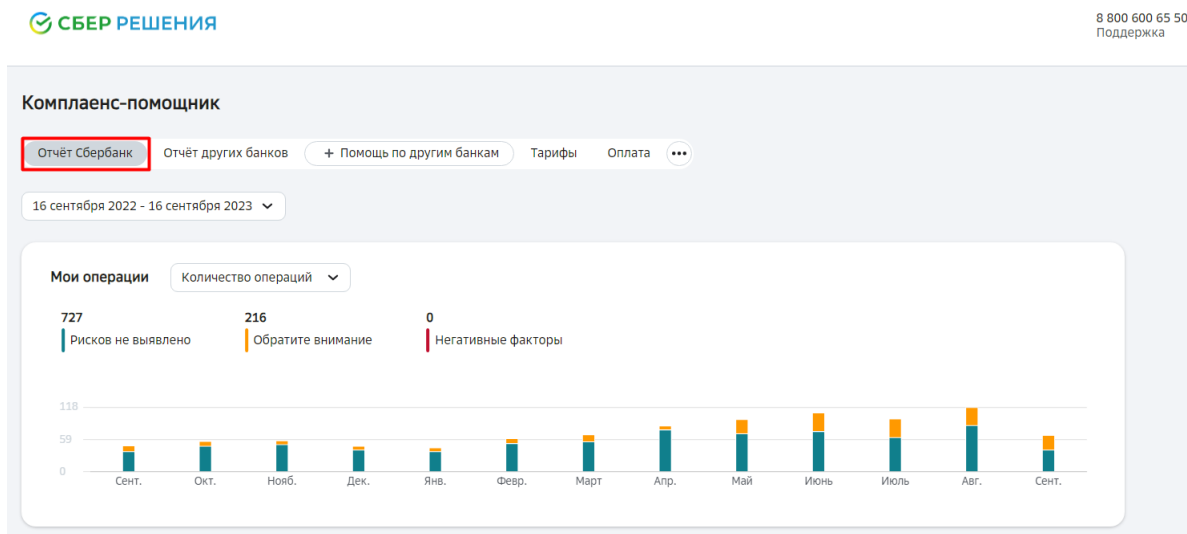 СБЕР РЕШЕНИЯ
8 800 600 65 50
Поддержка
Комплаенс-помощник
Отчёт Сбербанк Отчёт других банков + Помощь по другим банкам Тарифы Оплата •••
16 сентября 2022 - 16 сентября 2023
Мои операции Количество операций
727 216 0
Рисков не выявлено Обратите внимание Негативные факторы
118
59
0
Сент. Окт. Нояб. Дек. Янв. Февр. Март Апр. Май Июнь Июль Авг. Сент.